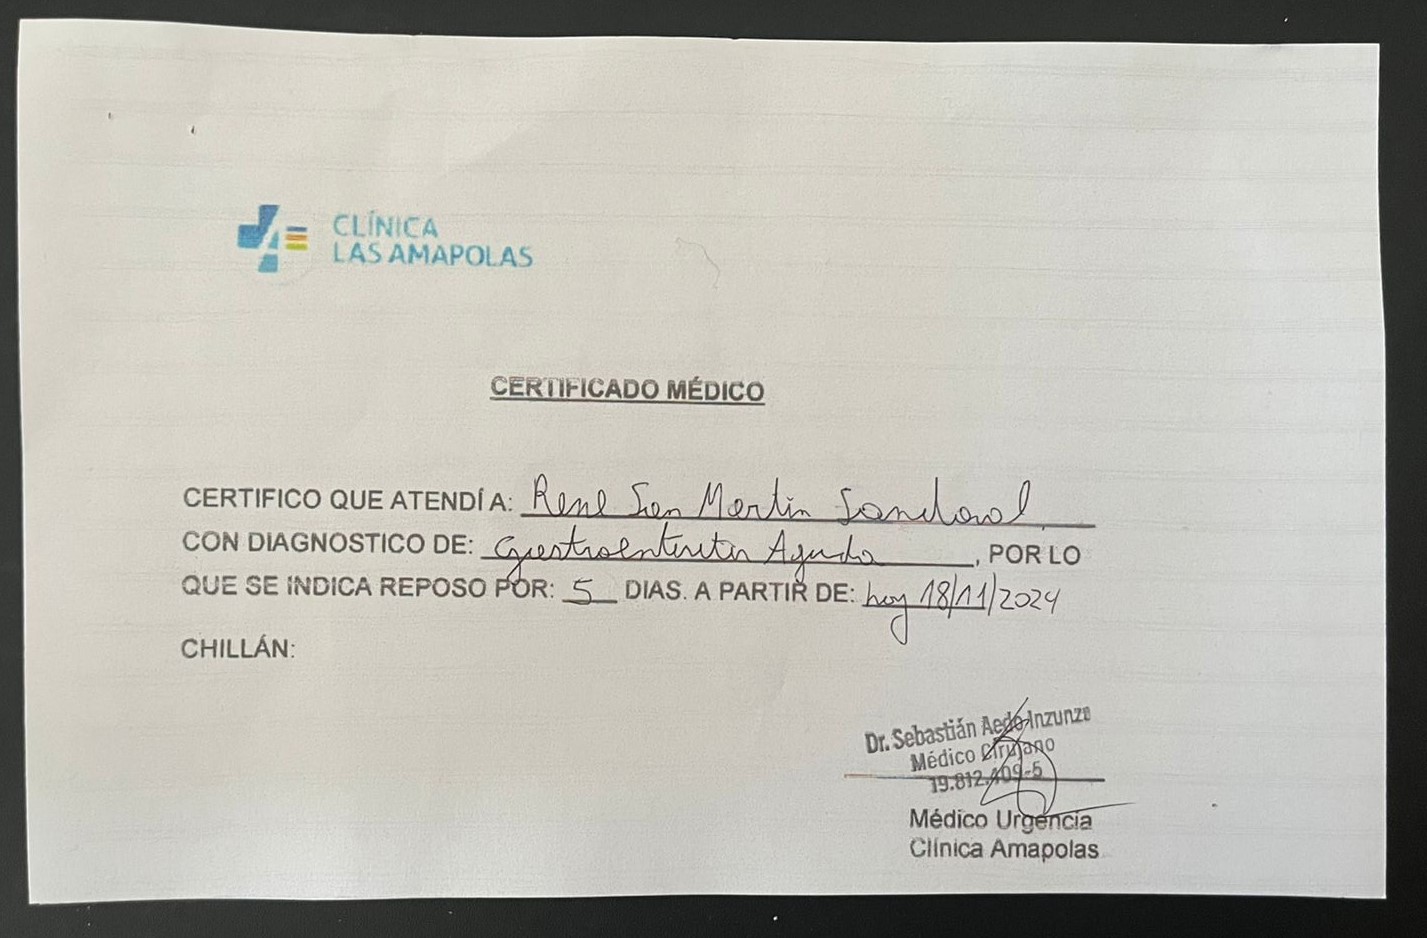 CLÍNICA
LAS AMAPOLAS
CERTIFICADO MÉDICO
CERTIFICO QUE ATENDÍ A: Rene San Martin Sandoval
CON DIAGNOSTICO DE: Gastroenteritis Aguda, POR LO
QUE SE INDICA REPOSO POR: 5 DIAS. A PARTIR DE: hoy 18/11/2024
CHILLÁN:
Dr. Sebastián Aedo Inzunza
Médico Cirujano
19.812.409-5
Médico Urgencia
Clínica Amapolas